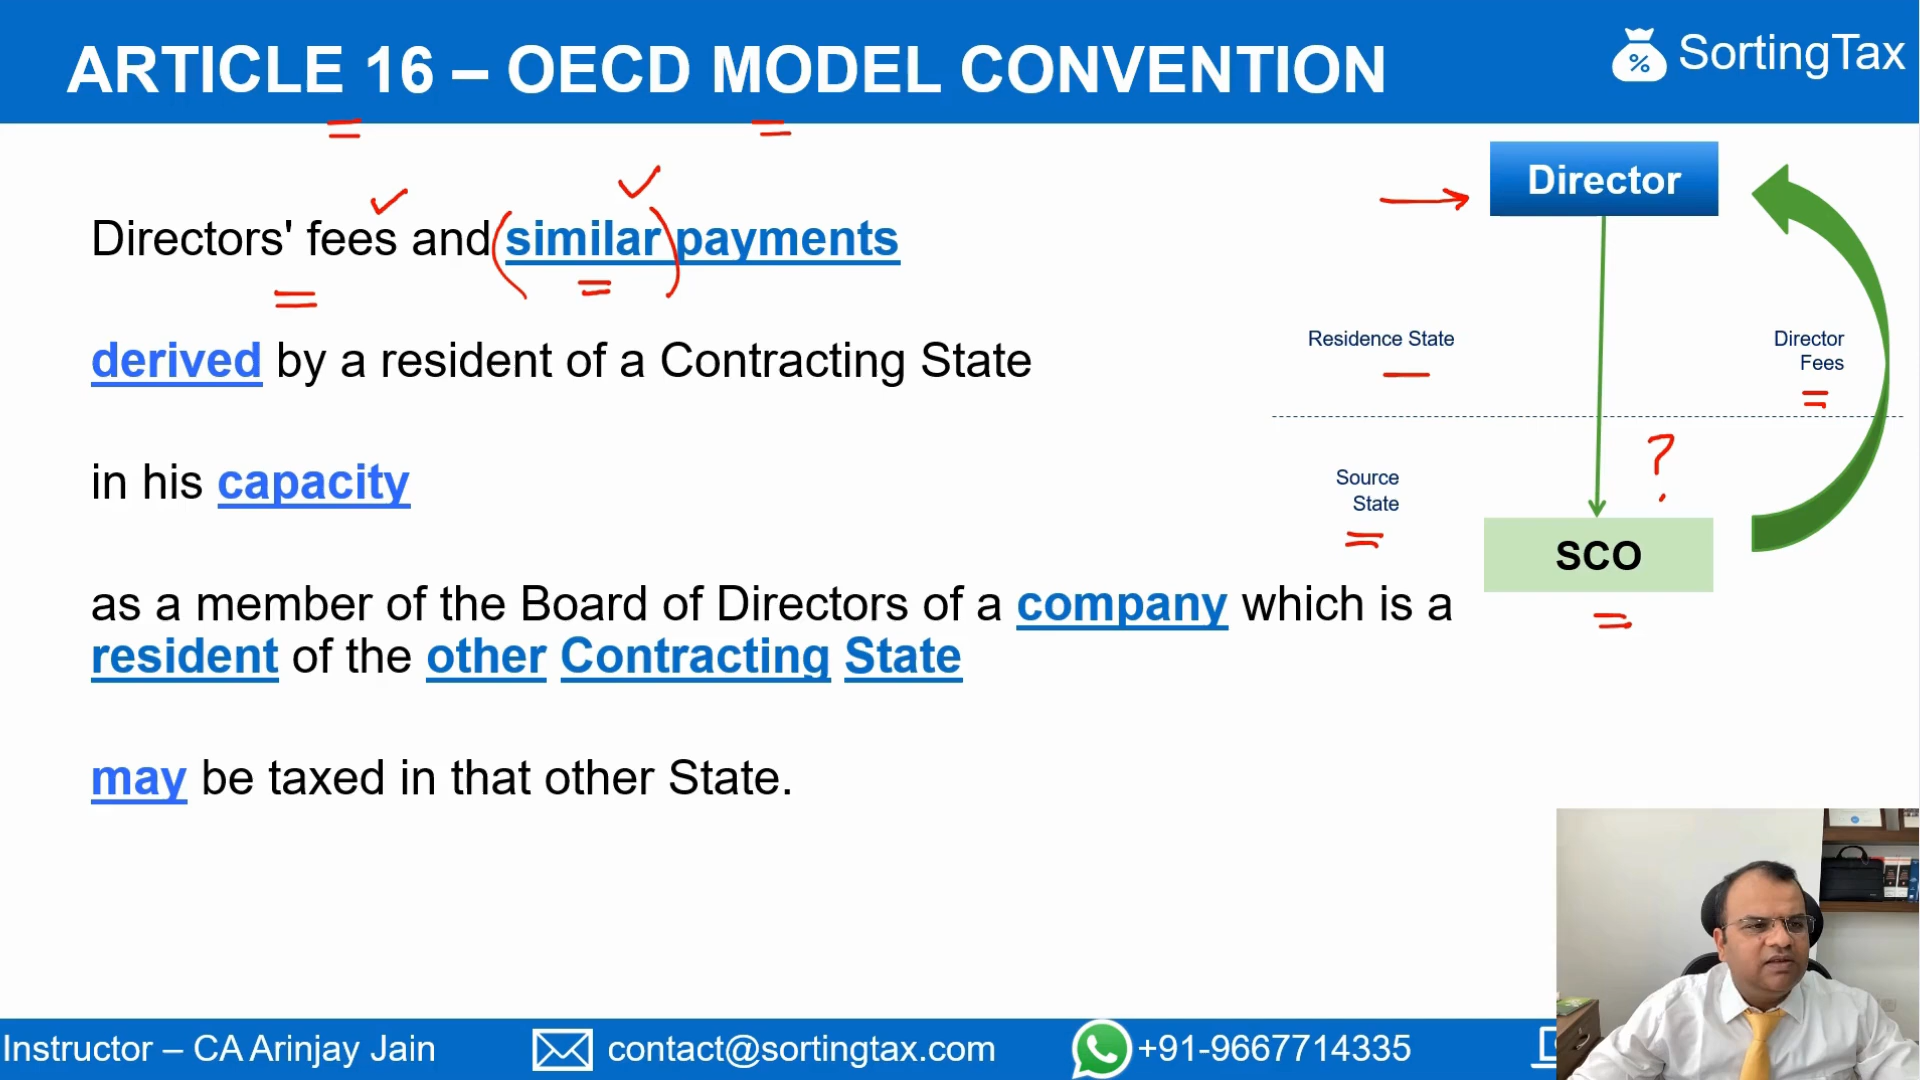 ARTICLE 16 – OECD MODEL CONVENTION
% SortingTax
Directors' fees and similar payments
derived by a resident of a Contracting State
in his capacity
as a member of the Board of Directors of a company which is a
resident of the other Contracting State
may be taxed in that other State.
Director
Residence State
Director
Fees
?
Source
State
SCO
Instructor – CA Arinjay Jain
contact@sortingtax.com
+91-9667714335